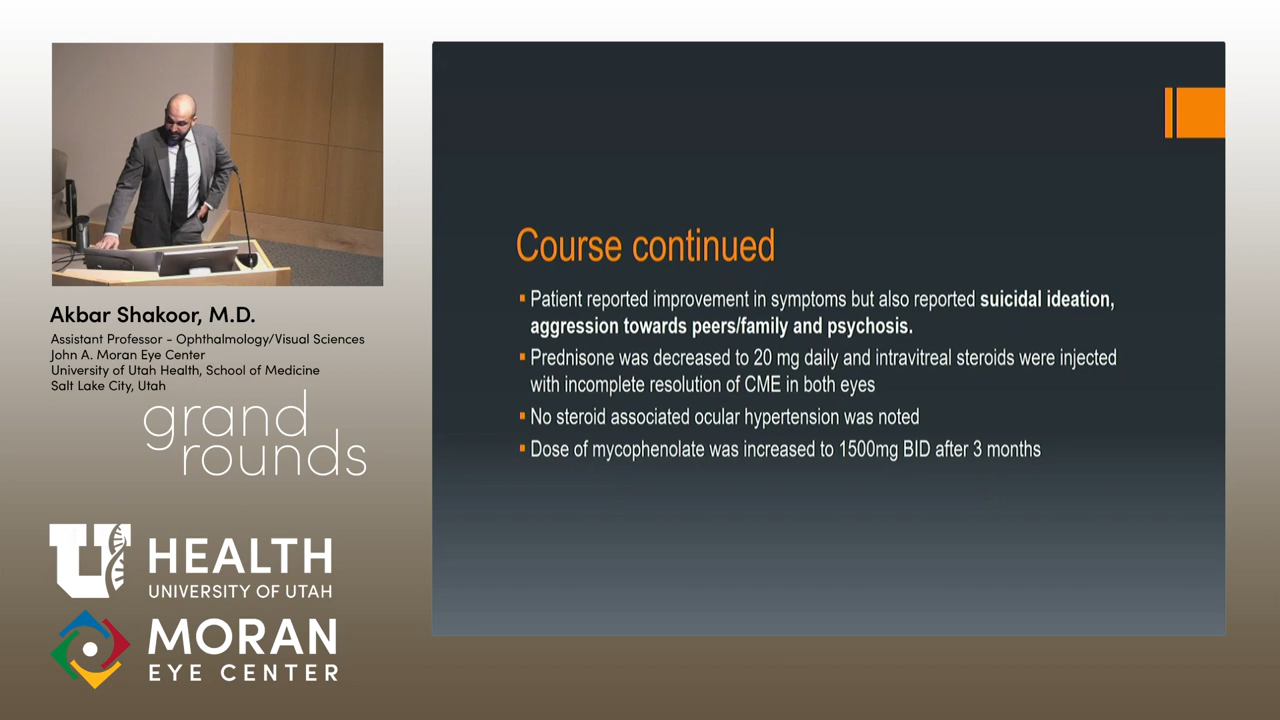 Akbar Shakoor, M.D.
Assistant Professor - Ophthalmology/Visual Sciences
John A. Moran Eye Center
University of Utah Health, School of Medicine
Salt Lake City, Utah
grand
rounds
U
HEALTH
UNIVERSITY OF UTAH
MORAN
EYE CENTER
Course continued
Patient reported improvement in symptoms but also reported suicidal ideation,
aggression towards peers/family and psychosis.
Prednisone was decreased to 20 mg daily and intravitreal steroids were injected
with incomplete resolution of CME in both eyes
No steroid associated ocular hypertension was noted
Dose of mycophenolate was increased to 1500mg BID after 3 months